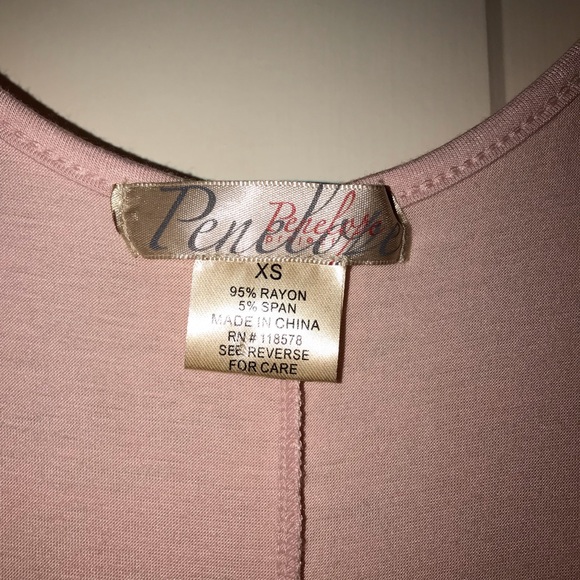 Penelope
Penelope
XS
95% RAYON
5% SPAN
MADE IN CHINA
RN # 118578
SEE REVERSE
FOR CARE